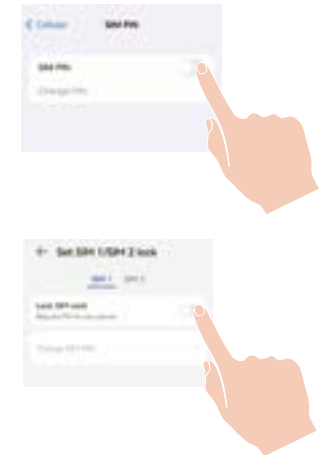 Cellular SIM PIN
SIM PIN
Change PIN
← Set SIM 1/SIM 2 lock
SIM 1 SIM 2
Lock SIM card
Change SIM PIN